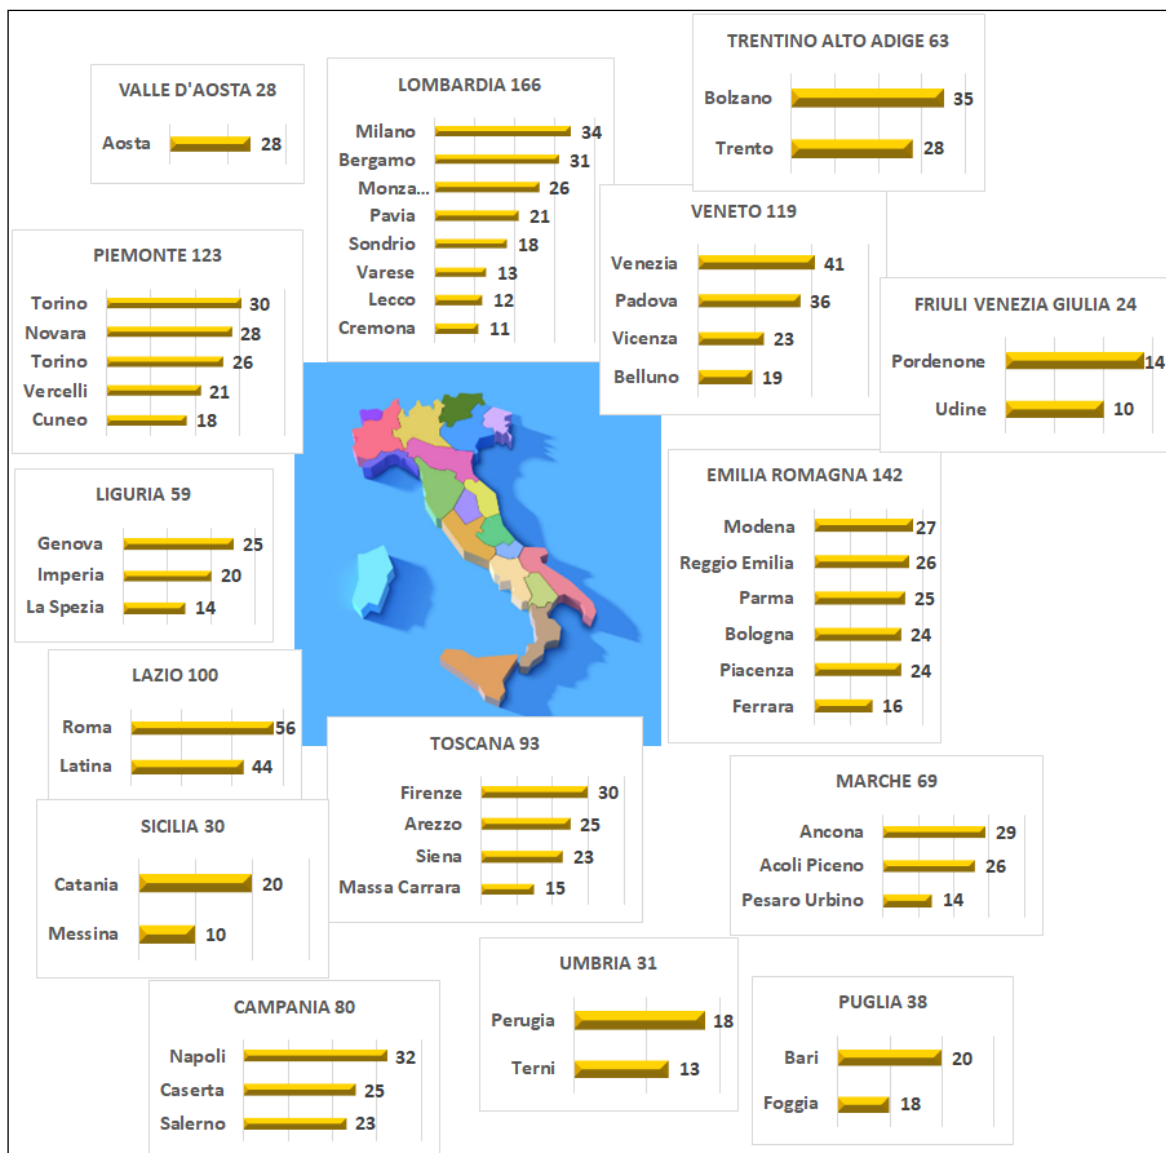 TRENTINO ALTO ADIGE 63
Bolzano 35
Trento 28
VALLE D'AOSTA 28
Aosta 28
LOMBARDIA 166
Milano 34
Bergamo 31
Monza... 26
Pavia 21
Sondrio 18
Varese 13
Lecco 12
Cremona 11
VENETO 119
Venezia 41
Padova 36
Vicenza 23
Belluno 19
PIEMONTE 123
Torino 30
Novara 28
Torino 26
Vercelli 21
Cuneo 18
FRIULI VENEZIA GIULIA 24
Pordenone 14
Udine 10
LIGURIA 59
Genova 25
Imperia 20
La Spezia 14
EMILIA ROMAGNA 142
Modena 27
Reggio Emilia 26
Parma 25
Bologna 24
Piacenza 24
Ferrara 16
LAZIO 100
Roma 56
Latina 44
TOSCANA 93
Firenze 30
Arezzo 25
Siena 23
Massa Carrara 15
MARCHE 69
Ancona 29
Acoli Piceno 26
Pesaro Urbino 14
SICILIA 30
Catania 20
Messina 10
UMBRIA 31
Perugia 18
Terni 13
CAMPANIA 80
Napoli 32
Caserta 25
Salerno 23
PUGLIA 38
Bari 20
Foggia 18